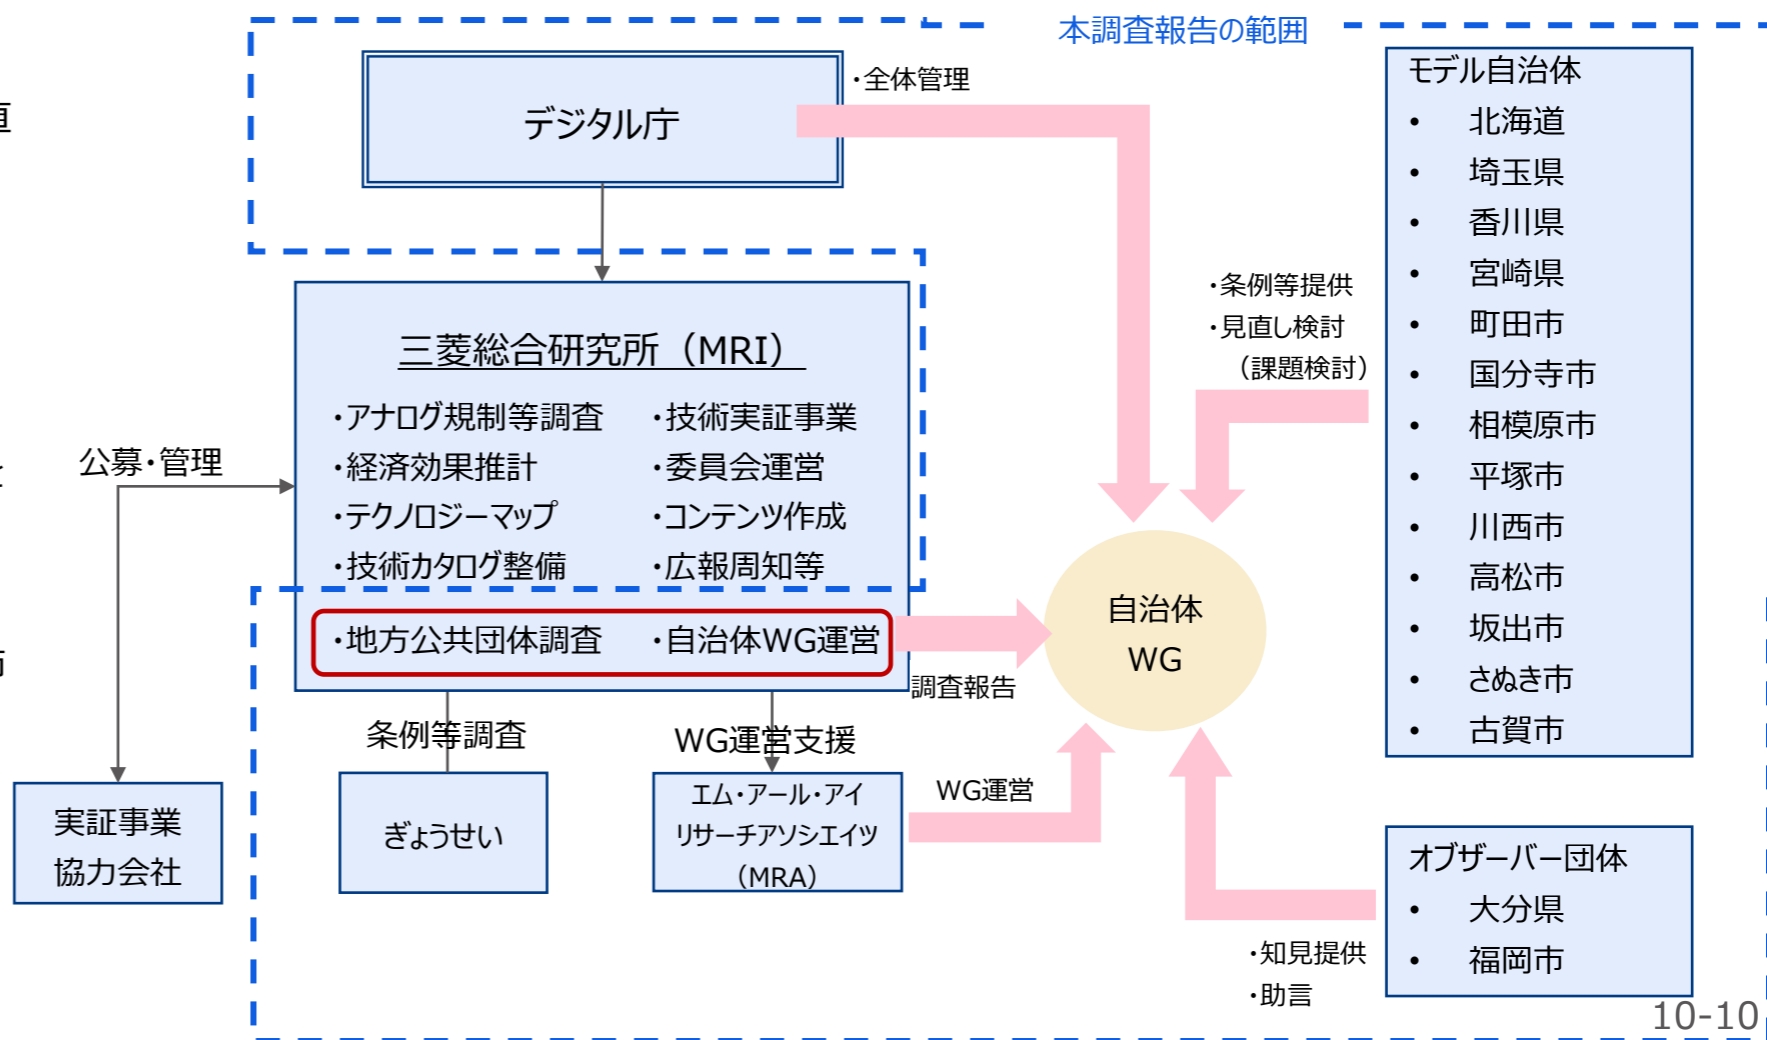 本調査報告の範囲
デジタル庁
・全体管理
モデル自治体
• 北海道
• 埼玉県
• 香川県
• 宮崎県
• 町田市
• 国分寺市
• 相模原市
• 平塚市
• 川西市
• 高松市
• 坂出市
• さぬき市
• 古賀市
・条例等提供
・見直し検討
（課題検討）
三菱総合研究所（MRI）
・アナログ規制等調査
・経済効果推計
・テクノロジーマップ
・技術カタログ整備
・技術実証事業
・委員会運営
・コンテンツ作成
・広報周知等
・地方公共団体調査
・自治体WG運営
公募・管理
調査報告
自治体
WG
条例等調査
WG運営支援
実証事業
協力会社
ぎょうせい
エム・アール・アイ
リサーチアソシエイツ
（MRA）
WG運営
オブザーバー団体
• 大分県
• 福岡市
・知見提供
・助言
10-10